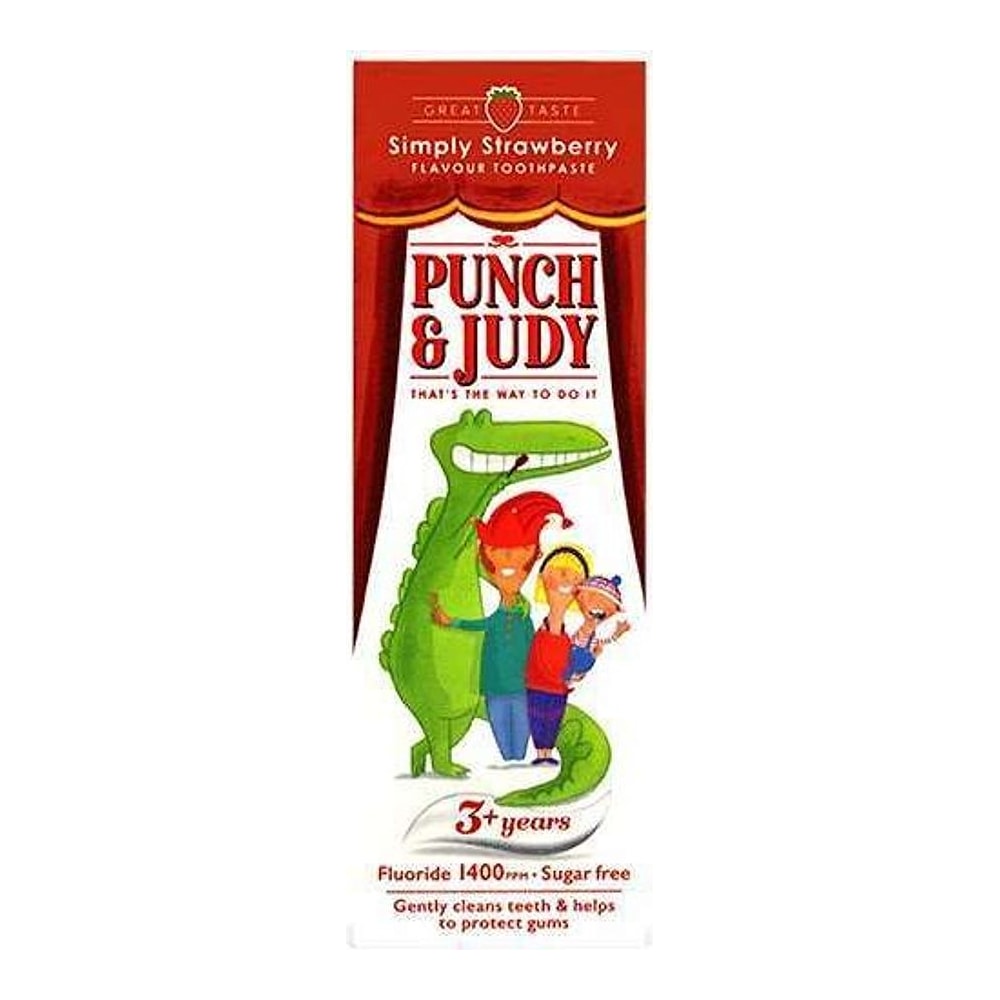 GREAT TASTE
Simply Strawberry
FLAVOUR TOOTHPASTE
PUNCH
& JUDY
THAT'S THE WAY TO DO IT
3+ years
Fluoride 1400PPM • Sugar free
Gently cleans teeth & helps
to protect gums